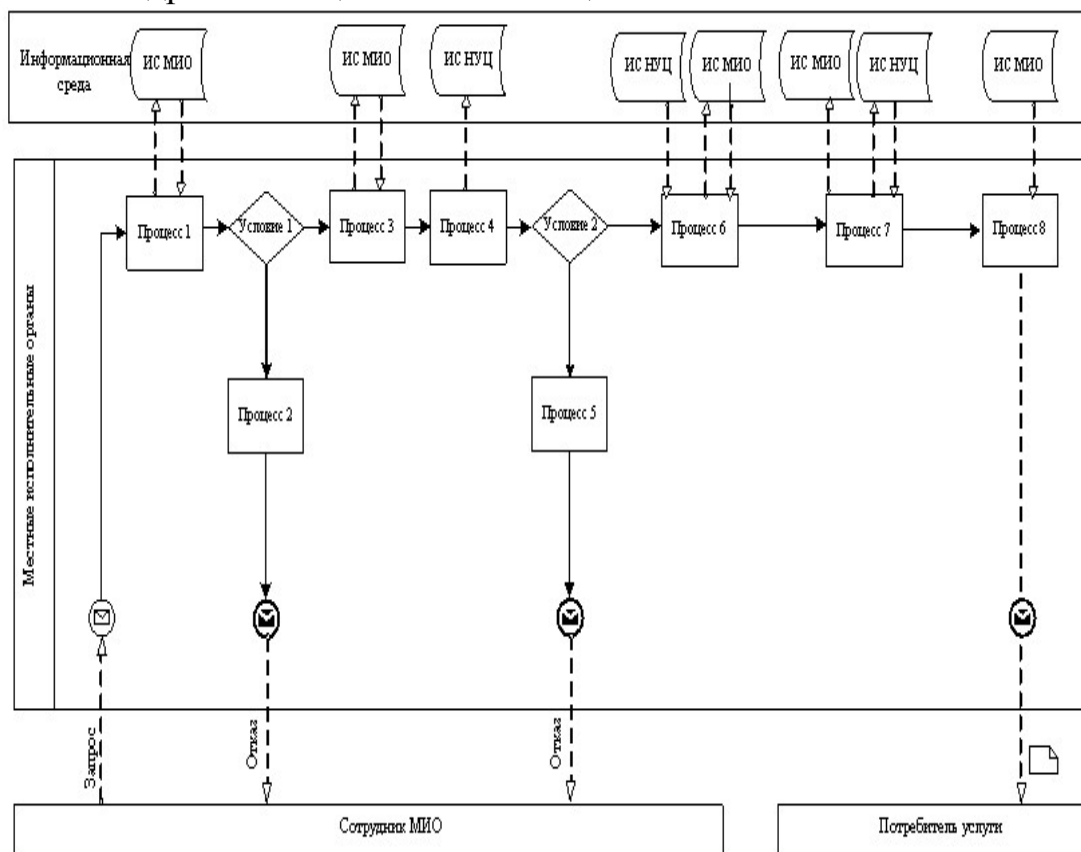 Информационная
среда
ИС МИО
ИС МИО
ИС НУЦ
ИС НУЦ
ИС МИО
ИС МИО
ИС НУЦ
ИС МИО
Местные исполнительные органы
Процесс 1
Условие 1
Процесс 3
Процесс 4
Условие 2
Процесс 6
Процесс 7
Процесс 8
Процесс 2
Процесс 5
Запрос
Отказ
Отказ
Сотрудник МИО
Потребитель услуги